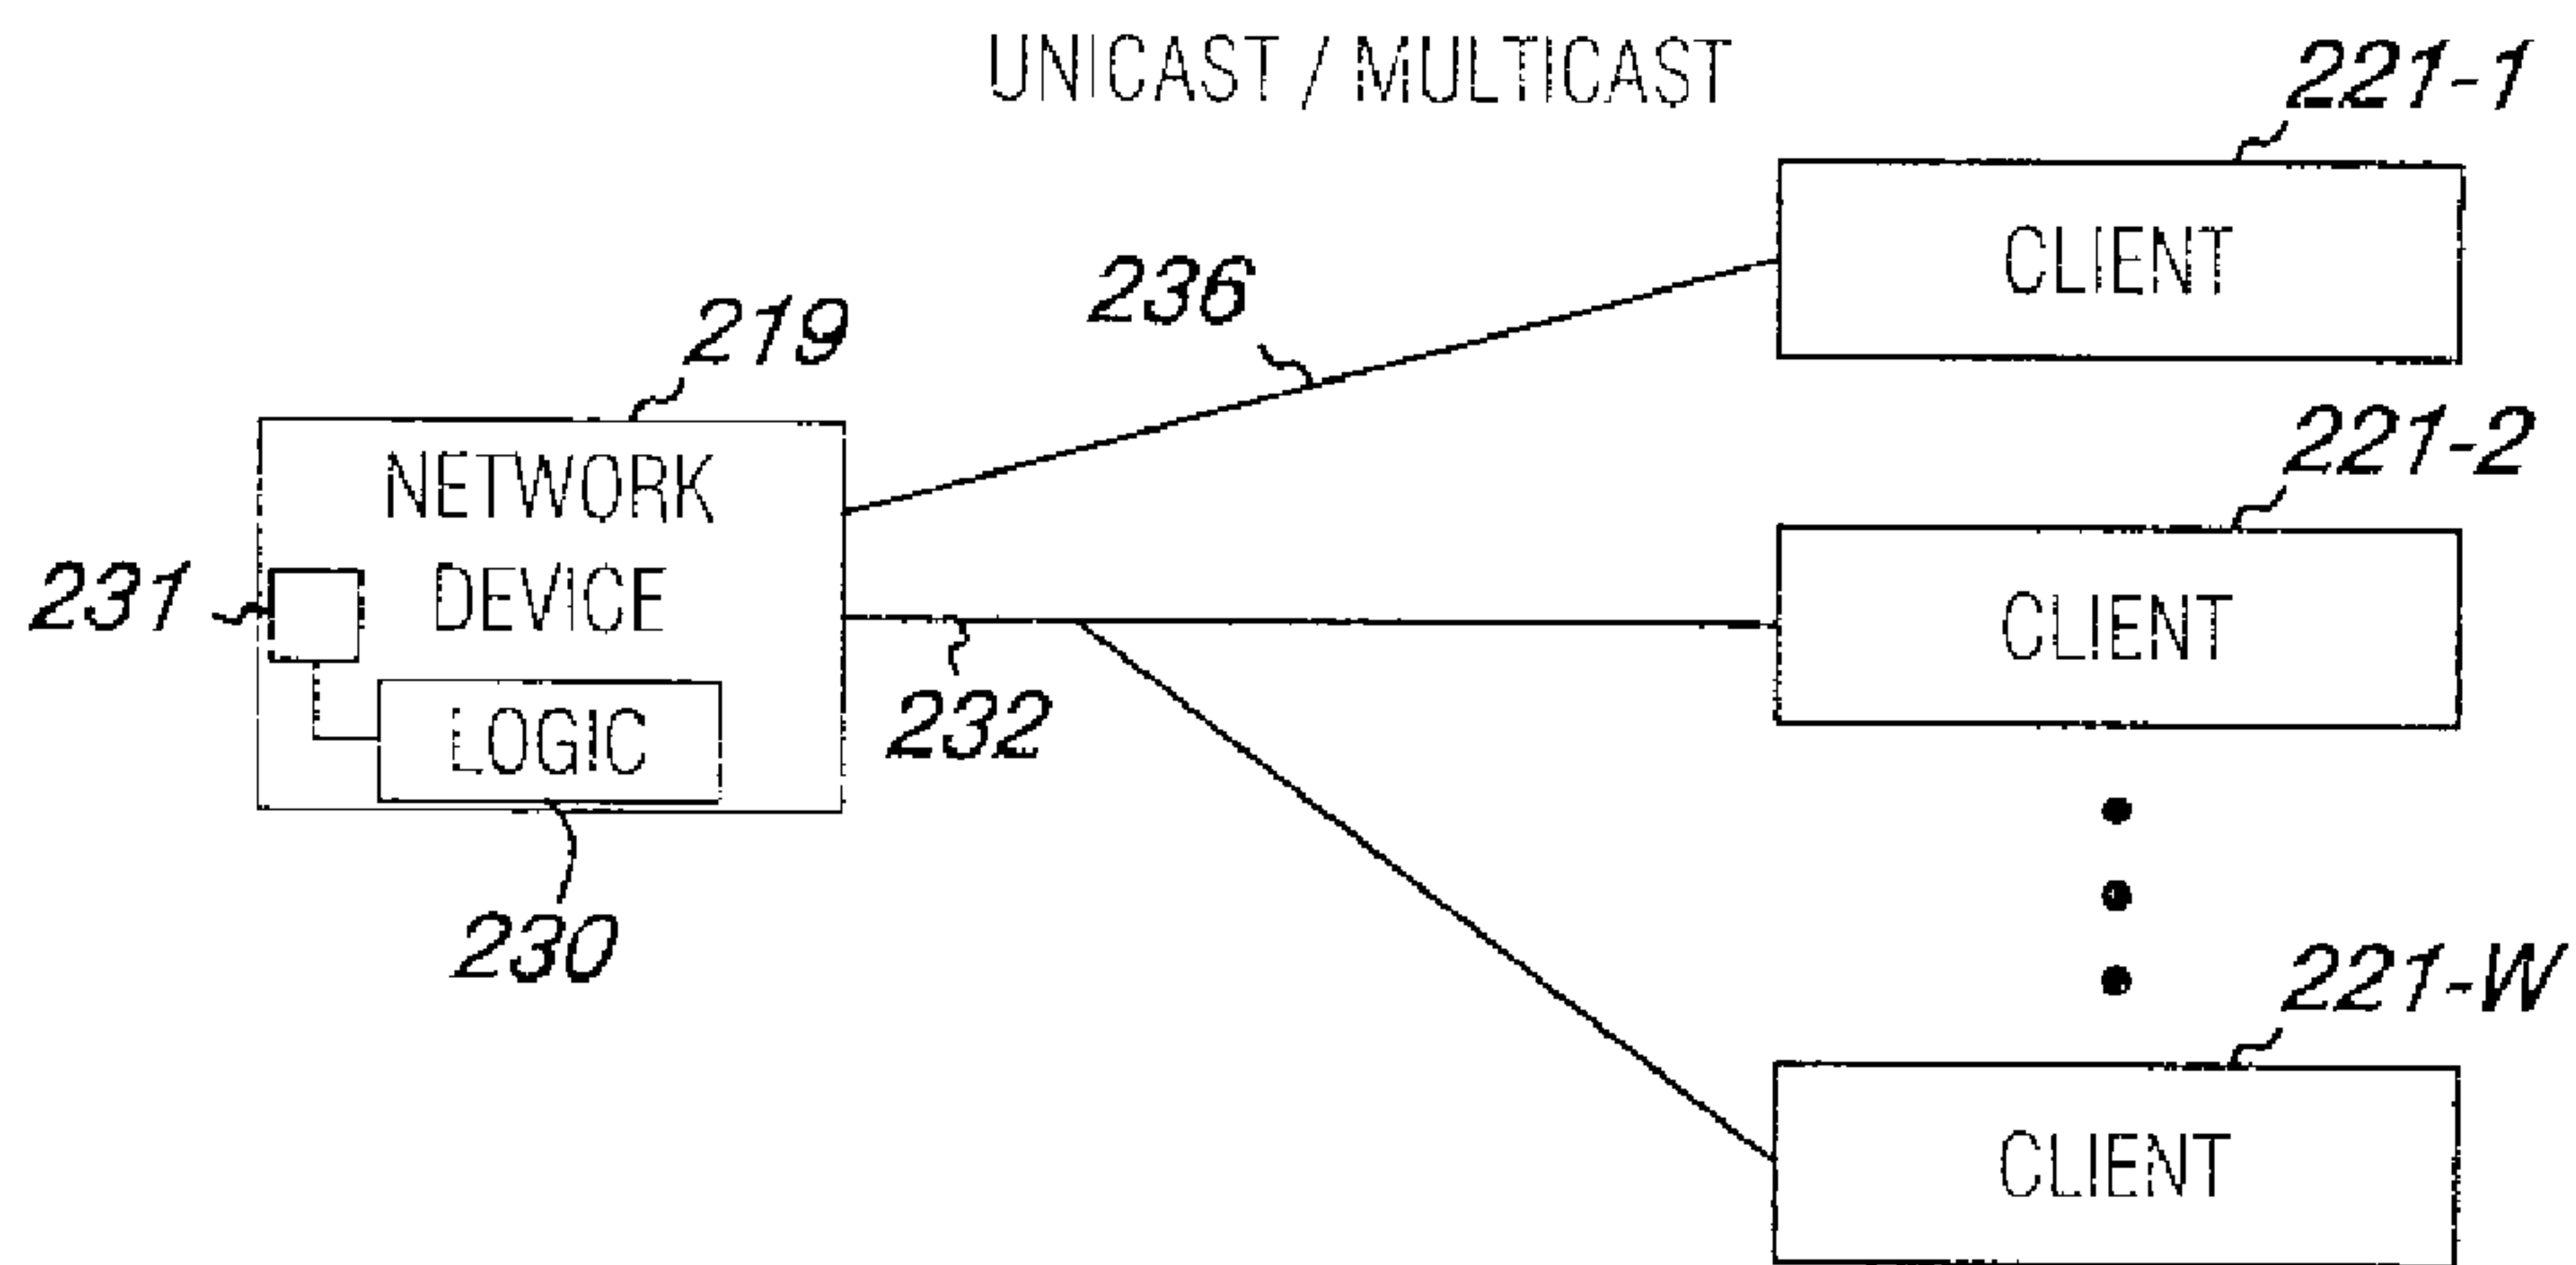 UNICAST / MULTICAST
221-1
CLIENT
236
219
221-2
NETWORK
DEVICE
231
CLIENT
LOGIC
232
230
221-W
CLIENT